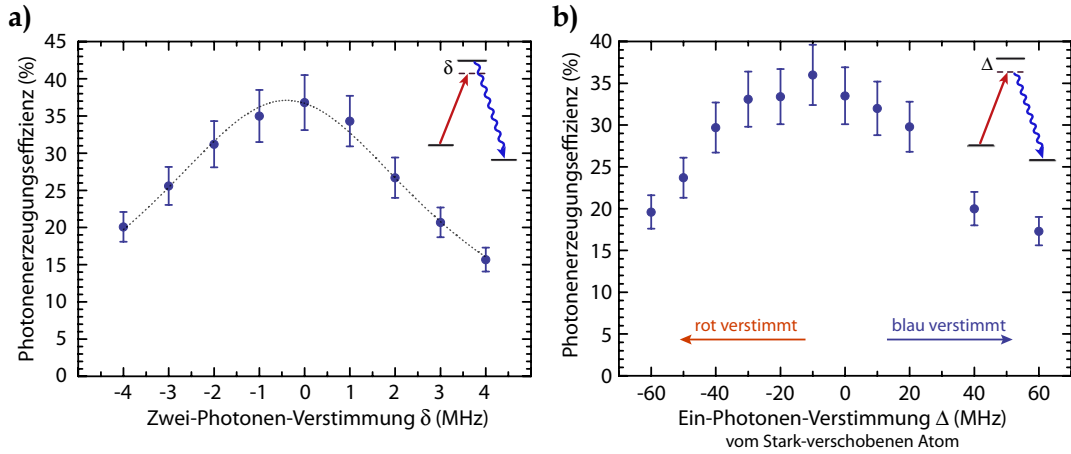 a)
Photonenerzeugungseffizienz (%)
45
40
35
30
25
20
15
10
5
0
δ
-4 -3 -2 -1 0 1 2 3 4
Zwei-Photonen-Verstimmung δ (MHz)
b)
Photonenerzeugungseffizienz (%)
40
35
30
25
20
15
10
5
0
Δ
rot verstimmt
blau verstimmt
-60 -40 -20 0 20 40 60
Ein-Photonen-Verstimmung Δ (MHz)
vom Stark-verschobenen Atom